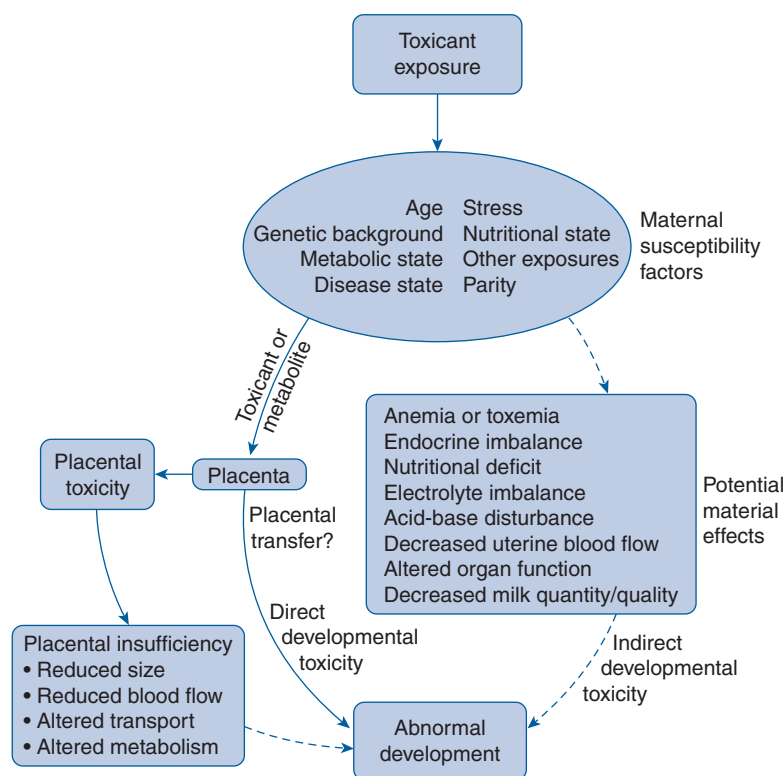 Toxicant
exposure
Age Stress
Genetic background Nutritional state
Metabolic state Other exposures
Disease state Parity
Maternal
susceptibility
factors
Toxicant or
metabolite
Placental
toxicity
Placenta
Placental
transfer?
Anemia or toxemia
Endocrine imbalance
Nutritional deficit
Electrolyte imbalance
Acid-base disturbance
Decreased uterine blood flow
Altered organ function
Decreased milk quantity/quality
Potential
material
effects
Placental insufficiency
• Reduced size
• Reduced blood flow
• Altered transport
• Altered metabolism
Direct
developmental
toxicity
Indirect
developmental
toxicity
Abnormal
development